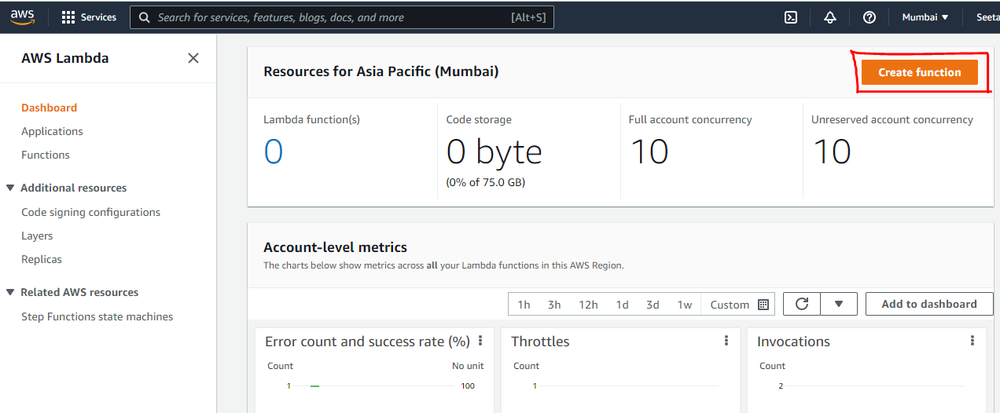 aws Services Search for services, features, blogs, docs, and more [Alt+S] Mumbai ▼ Seeta
AWS Lambda
Dashboard
Applications
Functions
Additional resources
Code signing configurations
Layers
Replicas
Related AWS resources
Step Functions state machines
Resources for Asia Pacific (Mumbai) Create function
Lambda function(s) Code storage Full account concurrency Unreserved account concurrency
0 0 byte 10 10
(0% of 75.0 GB)
Account-level metrics
The charts below show metrics across all your Lambda functions in this AWS Region.
1h 3h 12h 1d 3d 1w Custom Add to dashboard
Error count and success rate (%) Throttles Invocations
Count No unit Count Count
1 100 1 2